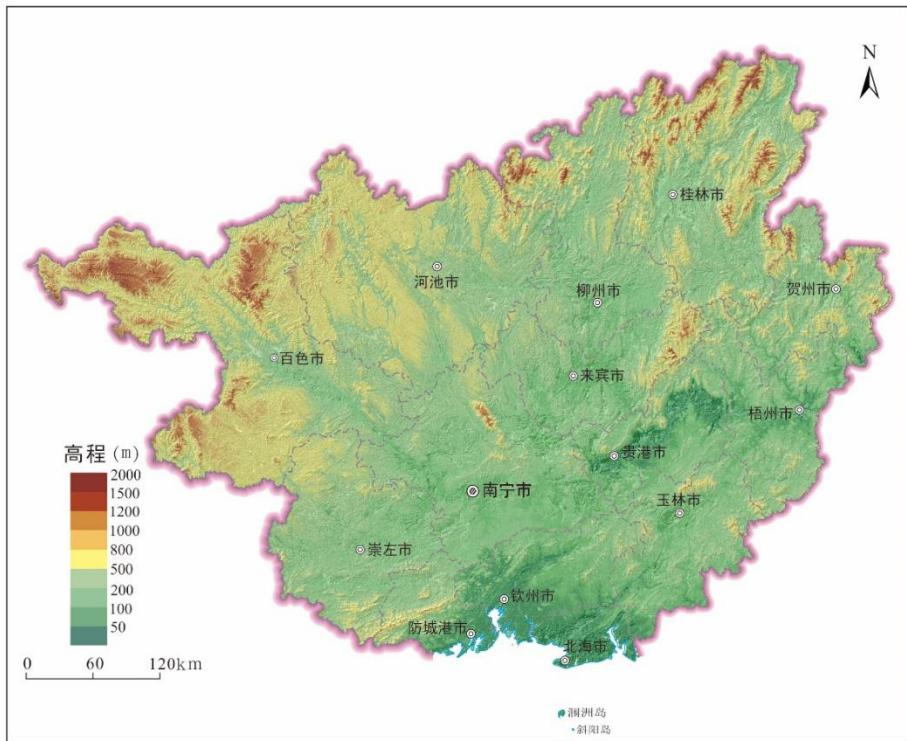 N
桂林市
河池市
柳州市
贺州市
百色市
来宾市
梧州市
贵港市
高程(m)
2000
1500
1200
1000
800
500
200
100
50
南宁市
玉林市
崇左市
钦州市
防城港市
北海市
0 60 120km
涠洲岛
斜阳岛